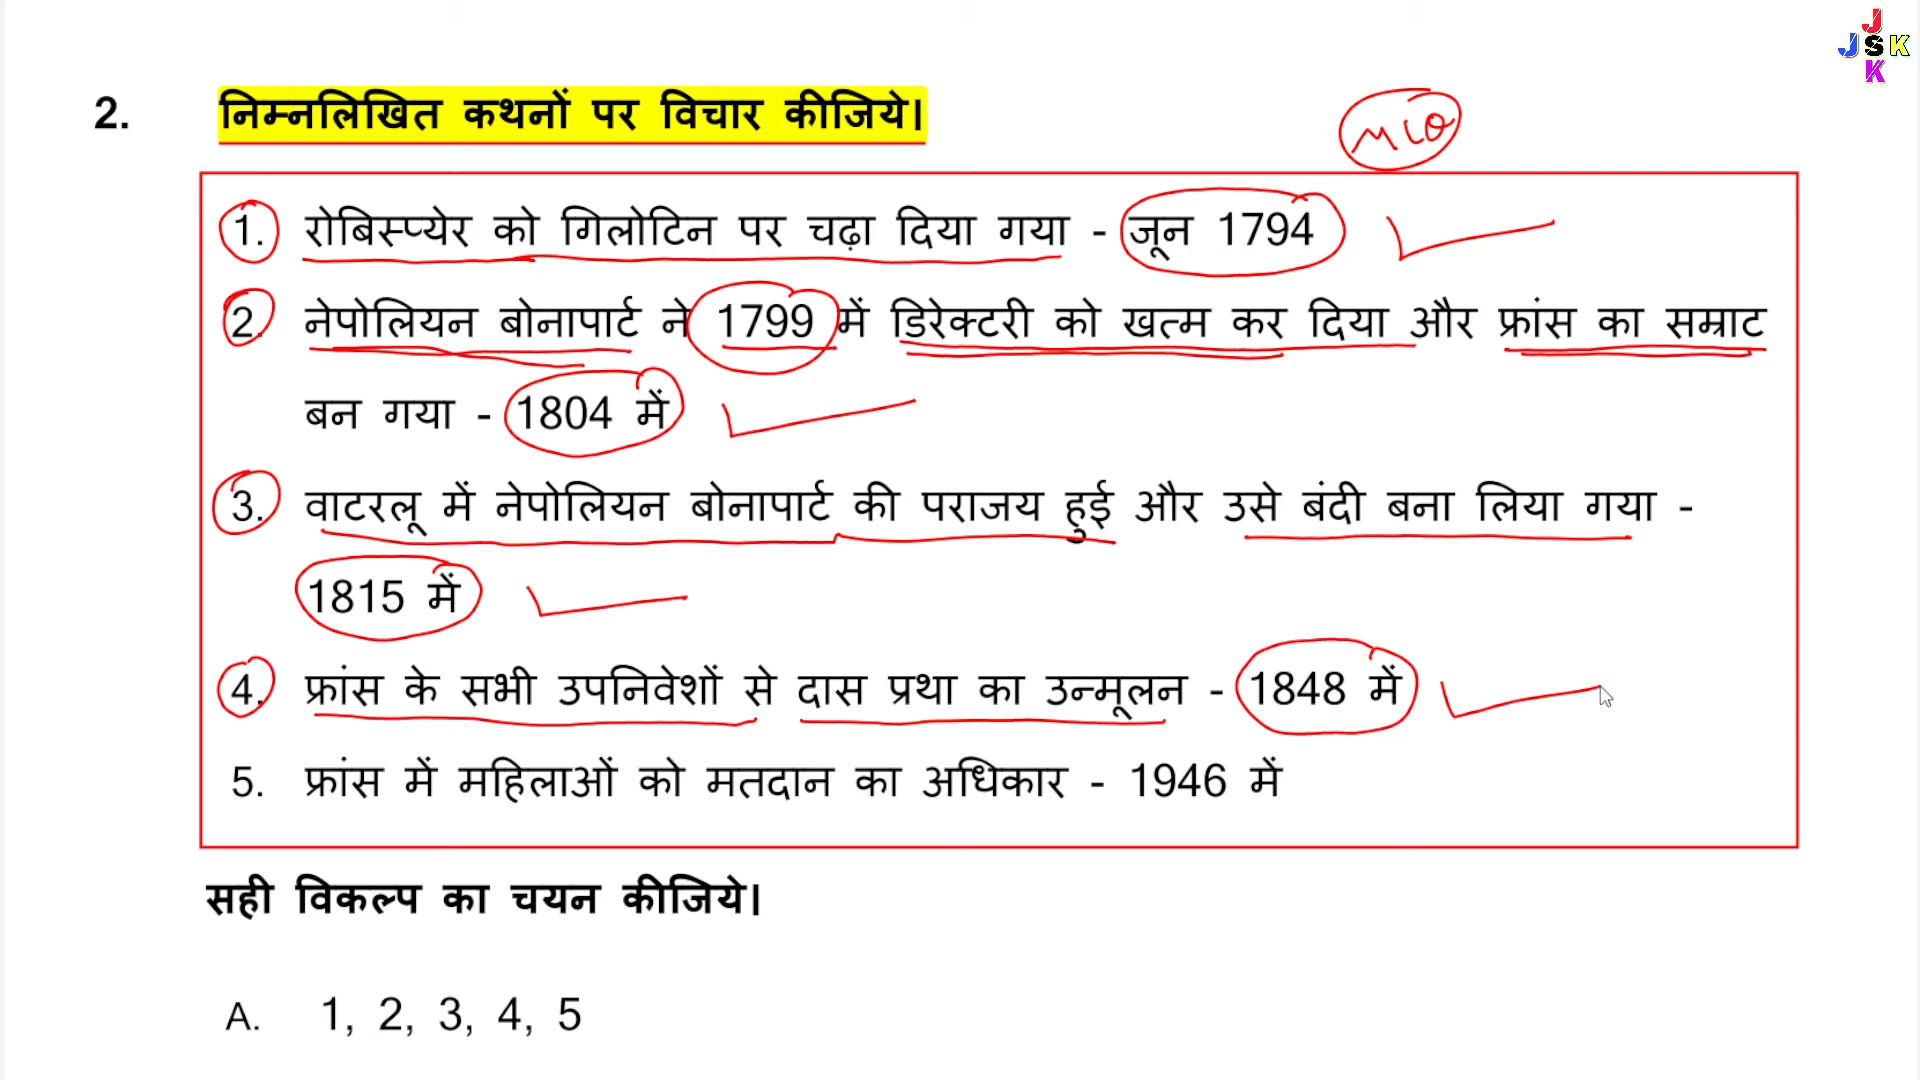 J
J S K
K
2. निम्नलिखित कथनों पर विचार कीजिये।
MCQ
1. रोबिस्प्येर को गिलोटिन पर चढ़ा दिया गया - जून 1794
2. नेपोलियन बोनापार्ट ने 1799 में डिरेक्टरी को खत्म कर दिया और फ्रांस का सम्राट
बन गया - 1804 में
3. वाटरलू में नेपोलियन बोनापार्ट की पराजय हुई और उसे बंदी बना लिया गया -
1815 में
4. फ्रांस के सभी उपनिवेशों से दास प्रथा का उन्मूलन - 1848 में
5. फ्रांस में महिलाओं को मतदान का अधिकार - 1946 में
सही विकल्प का चयन कीजिये।
A. 1, 2, 3, 4, 5